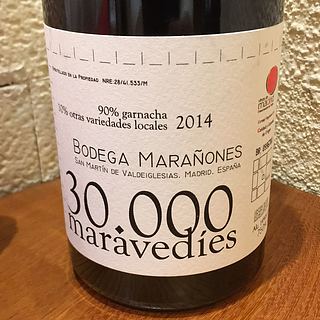 Embotellado en la Propiedad  NRE:28/41.533/M
90% garnacha
10% otras variedades locales 2014
Bodega Marañones
San Martín de Valdeiglesias. Madrid. España
30.000
maravedíes